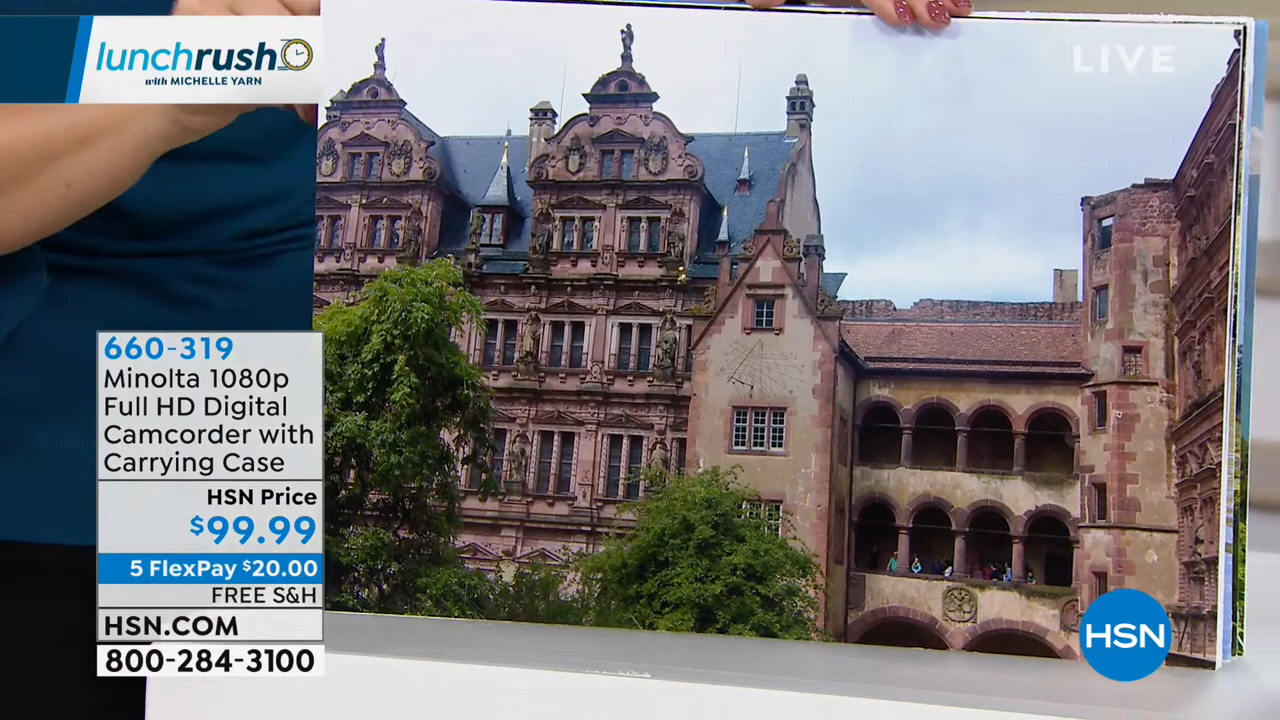 lunchrush
with MICHELLE YARN
LIVE
660-319
Minolta 1080p
Full HD Digital
Camcorder with
Carrying Case
HSN Price
$99.99
5 FlexPay $20.00
FREE S&H
HSN.COM
800-284-3100
HSN